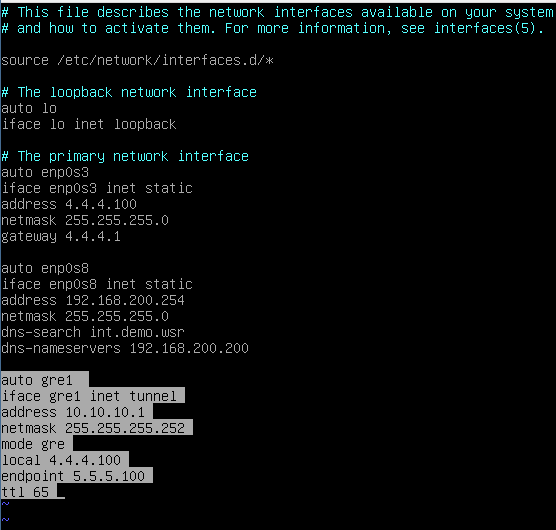 # This file describes the network interfaces available on your system
# and how to activate them. For more information, see interfaces(5).
source /etc/network/interfaces.d/*
# The loopback network interface
auto lo
iface lo inet loopback
# The primary network interface
auto enp0s3
iface enp0s3 inet static
address 4.4.4.100
netmask 255.255.255.0
gateway 4.4.4.1
auto enp0s8
iface enp0s8 inet static
address 192.168.200.254
netmask 255.255.255.0
dns-search int.demo.wsr
dns-nameservers 192.168.200.200
auto gre1
iface gre1 inet tunnel
address 10.10.10.1
netmask 255.255.255.252
mode gre
local 4.4.4.100
endpoint 5.5.5.100
ttl 65
~
~